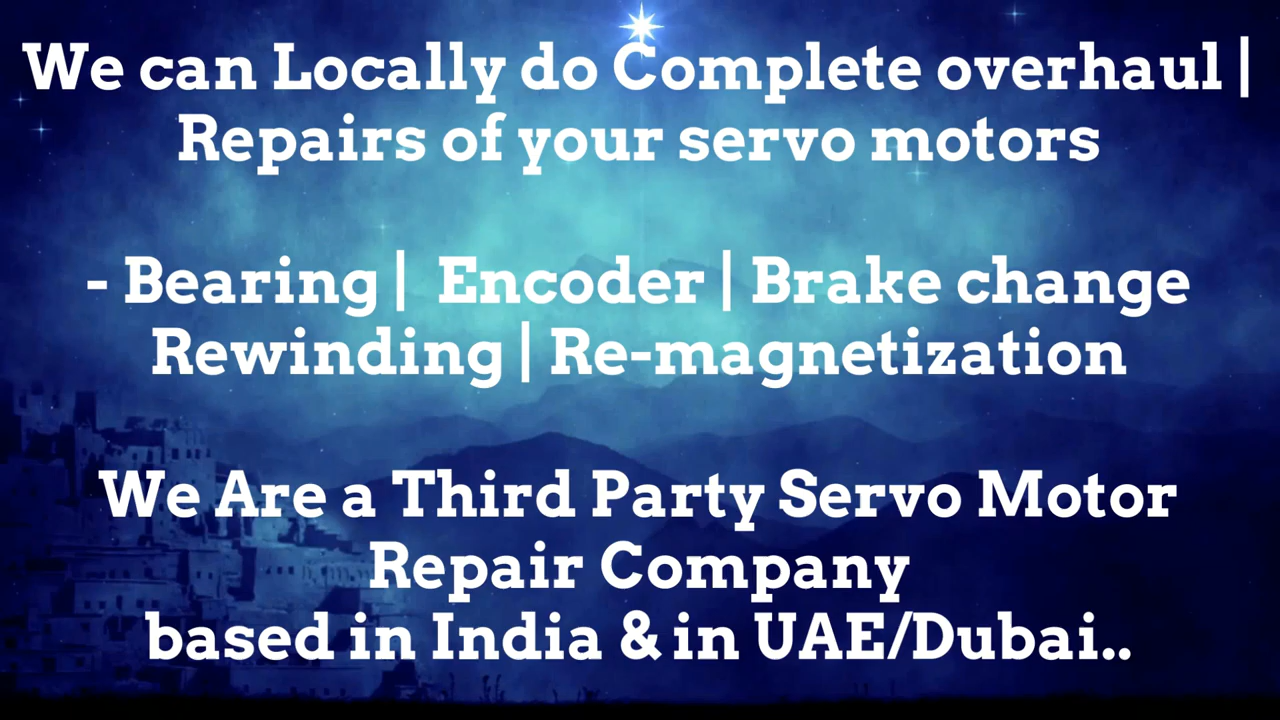 We can Locally do Complete overhaul |
Repairs of your servo motors
- Bearing | Encoder | Brake change
Rewinding | Re-magnetization
We Are a Third Party Servo Motor
Repair Company
based in India & in UAE/Dubai..